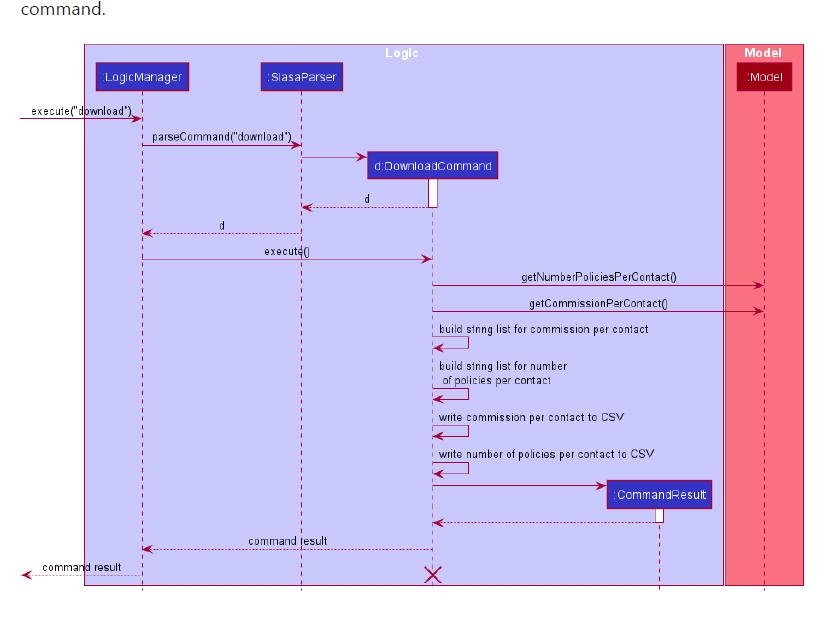 command.
Logic
Model
:LogicManager
:SiasaParser
:Model
execute("download")
parseCommand("download")
d:DownloadCommand
d
d
execute()
getNumberPoliciesPerContact()
getCommissionPerContact()
build string list for commission per contact
build string list for number
of policies per contact
write commission per contact to CSV
write number of policies per contact to CSV
:CommandResult
command result
command result